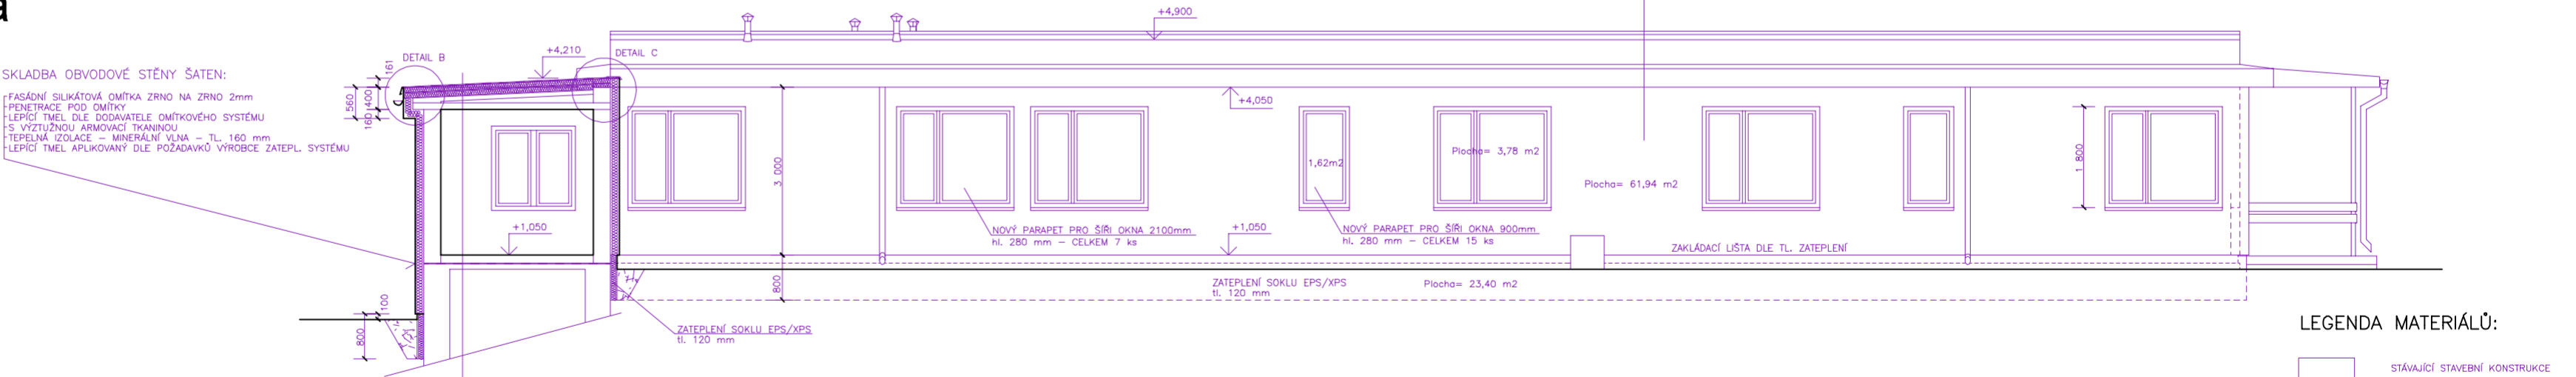 a
SKLADBA OBVODOVÉ STĚNY ŠATEN:
FASÁDNÍ SILIKÁTOVÁ OMÍTKA ZRNO NA ZRNO 2mm
PENETRACE POD OMÍTKY
LEPÍCÍ TMEL DLE DODAVATELE OMÍTKOVÉHO SYSTÉMU
S VÝZTUŽNOU ARMOVACÍ TKANINOU
TEPELNÁ IZOLACE – MINERÁLNÍ VLNA – TL. 160 mm
LEPÍCÍ TMEL APLIKOVANÝ DLE POŽADAVKŮ VÝROBCE ZATEPL. SYSTÉMU
DETAIL B
161
400
560
160
+4,210
DETAIL C
+4,900
+4,050
3 000
1,62m2
Plocha= 3,78 m2
Plocha= 61,94 m2
1 800
+1,050
NOVÝ PARAPET PRO ŠÍŘI OKNA 2100mm
hl. 280 mm – CELKEM 7 ks
+1,050
NOVÝ PARAPET PRO ŠÍŘI OKNA 900mm
hl. 280 mm – CELKEM 15 ks
ZAKLÁDACÍ LIŠTA DLE TL. ZATEPLENÍ
800
ZATEPLENÍ SOKLU EPS/XPS
tl. 120 mm
Plocha= 23,40 m2
100
800
ZATEPLENÍ SOKLU EPS/XPS
tl. 120 mm
LEGENDA MATERIÁLŮ:
STÁVAJÍCÍ STAVEBNÍ KONSTRUKCE